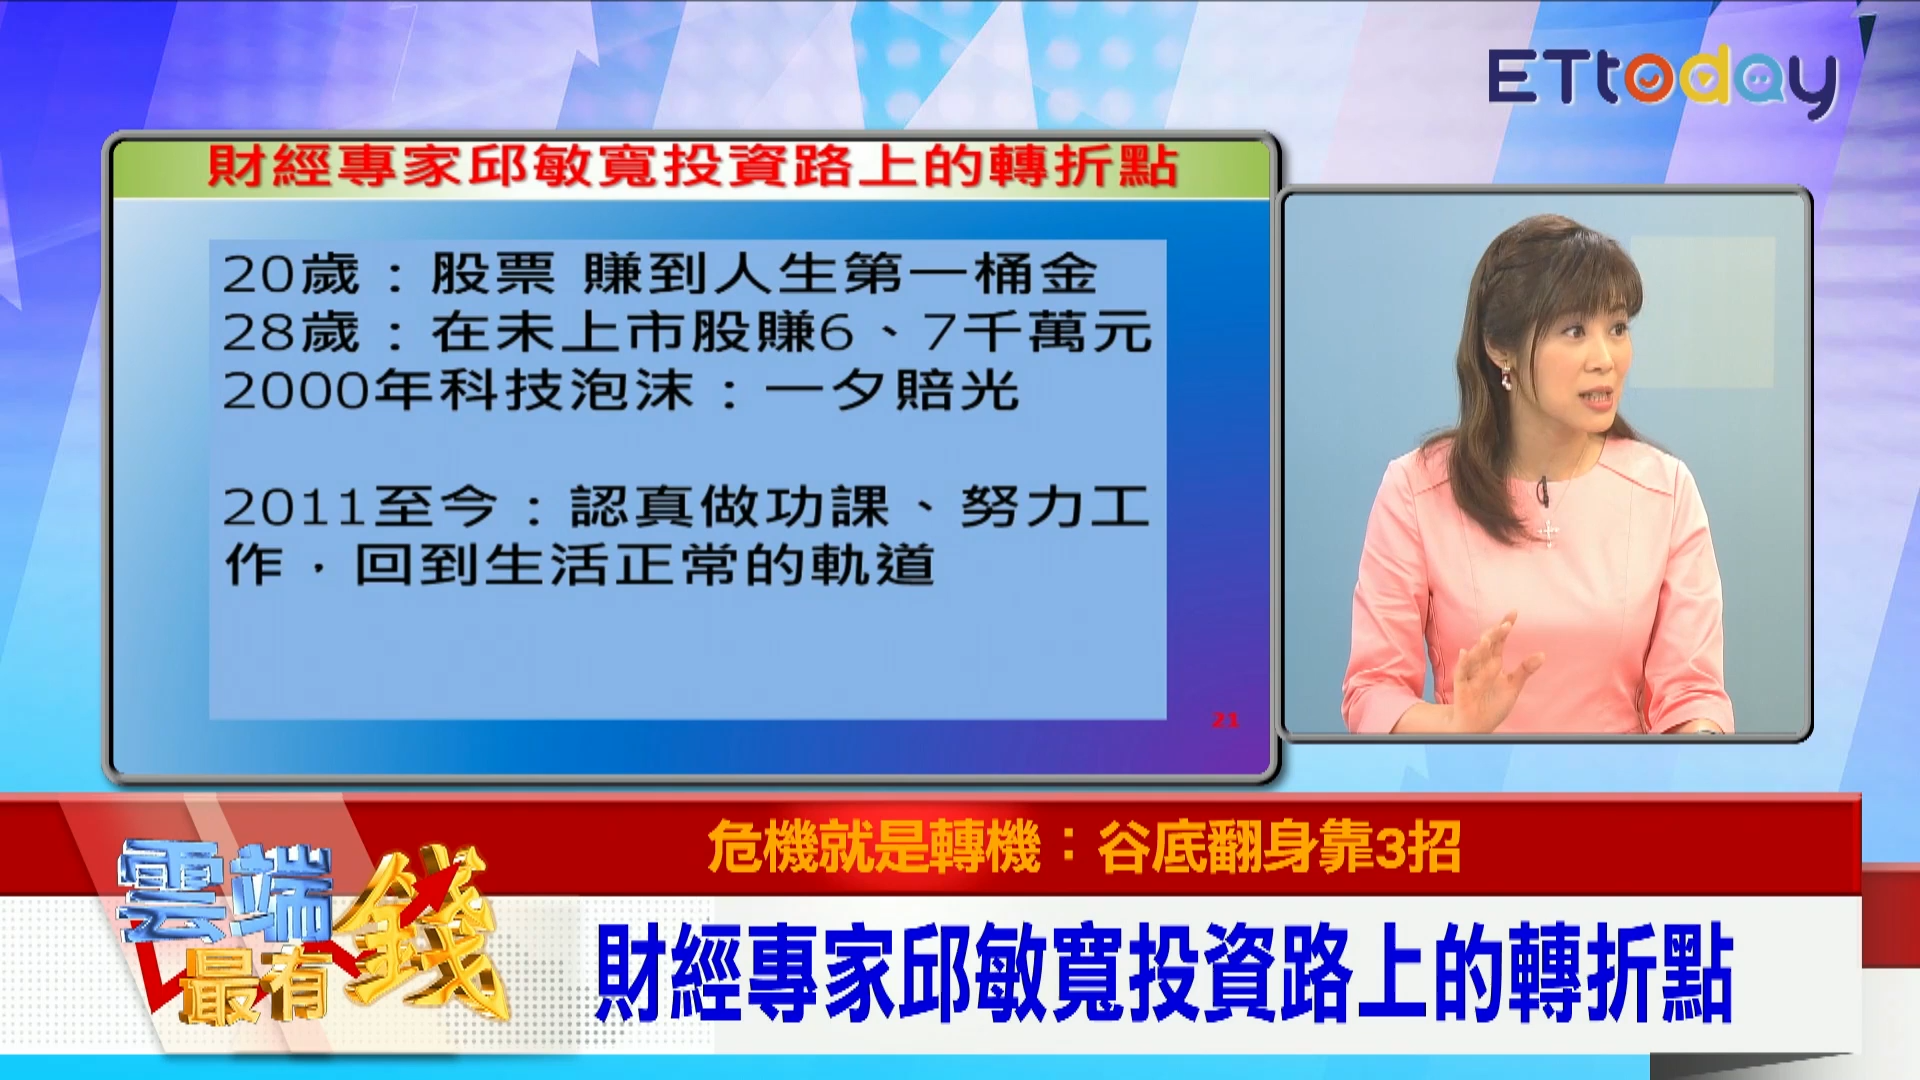 ETtoday
財經專家邱敏寬投資路上的轉折點
20歲：股票 賺到人生第一桶金
28歲：在未上市股賺6、7千萬元
2000年科技泡沫：一夕賠光
2011至今：認真做功課、努力工
作，回到生活正常的軌道
21
危機就是轉機：谷底翻身靠3招
雲端
最有錢
財經專家邱敏寬投資路上的轉折點